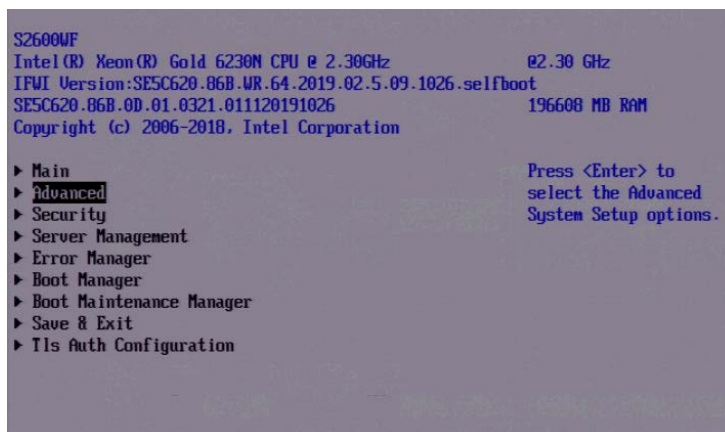 S2600WF
Intel(R) Xeon(R) Gold 6230N CPU @ 2.30GHz @2.30 GHz
IFWI Version:SE5C620.86B.WR.64.2019.02.5.09.1026.selfboot
SE5C620.86B.0D.01.0321.011120191026 196608 MB RAM
Copyright (c) 2006-2018, Intel Corporation
▶ Main Press <Enter> to
▶ Advanced select the Advanced
▶ Security System Setup options.
▶ Server Management
▶ Error Manager
▶ Boot Manager
▶ Boot Maintenance Manager
▶ Save & Exit
▶ Tls Auth Configuration